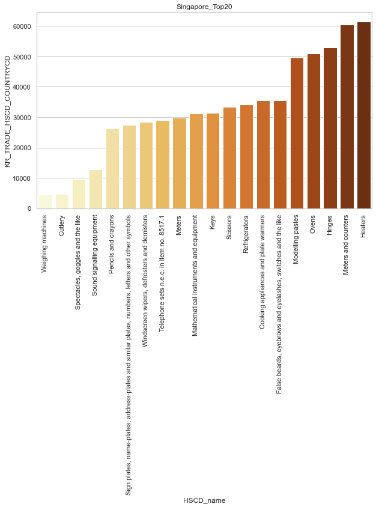 Singapore_Top20
KR_TRADE_HSCD_COUNTRYCD
60000
50000
40000
30000
20000
10000
0
Weighing machines
Cutlery
Spectacles, goggles and the like
Sound signalling equipment
Pencils and crayons
Sign plates, name-plates, address-plates and similar plates, numbers, letters and other symbols
Windscreen wipers, defrosters and demisters
Telephone sets n.e.c. in item no. 8517.1
Meters
Mathematical instruments and equipment
Keys
Scissors
Refrigerators
Cooking appliances and plate warmers
False beards, eyebrows and eyelashes, switches and the like
Modelling pastes
Ovens
Hinges
Meters and counters
Heaters
HSCD_name